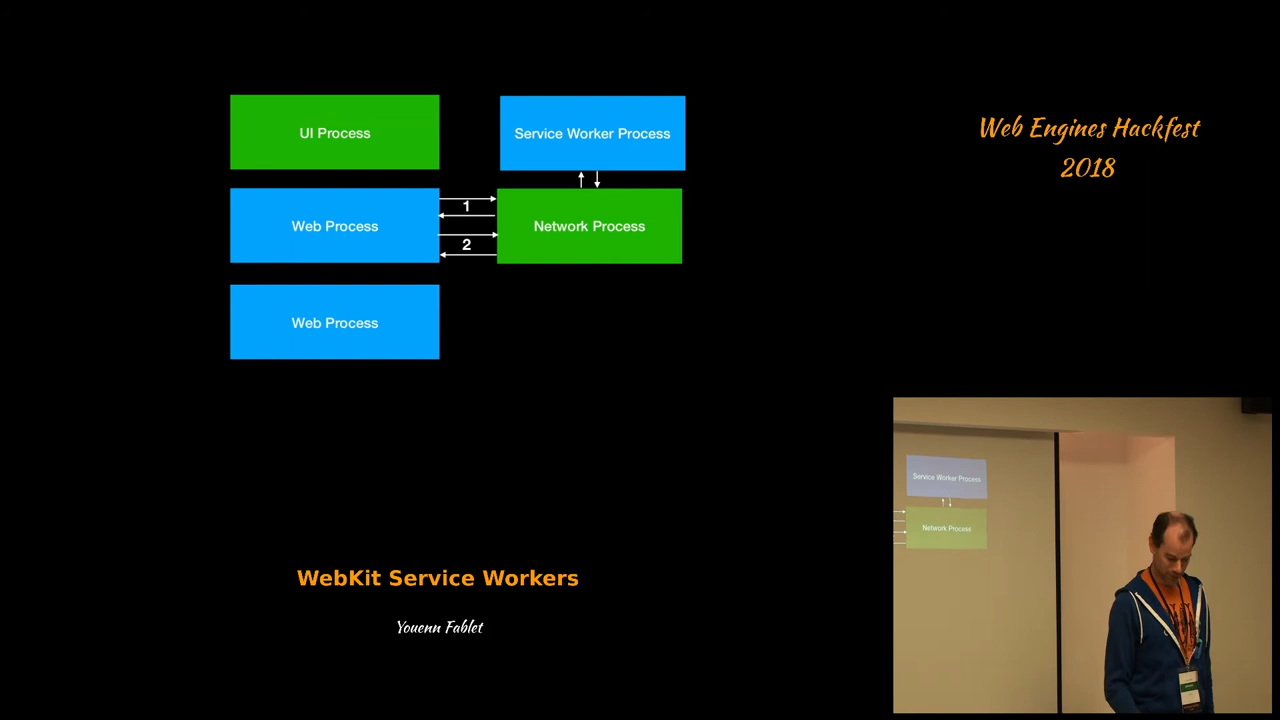 UI Process
Service Worker Process
Web Engines Hackfest
2018
1
Web Process
Network Process
2
Web Process
Service Worker Process
Network Process
WebKit Service Workers
Youenn Fablet